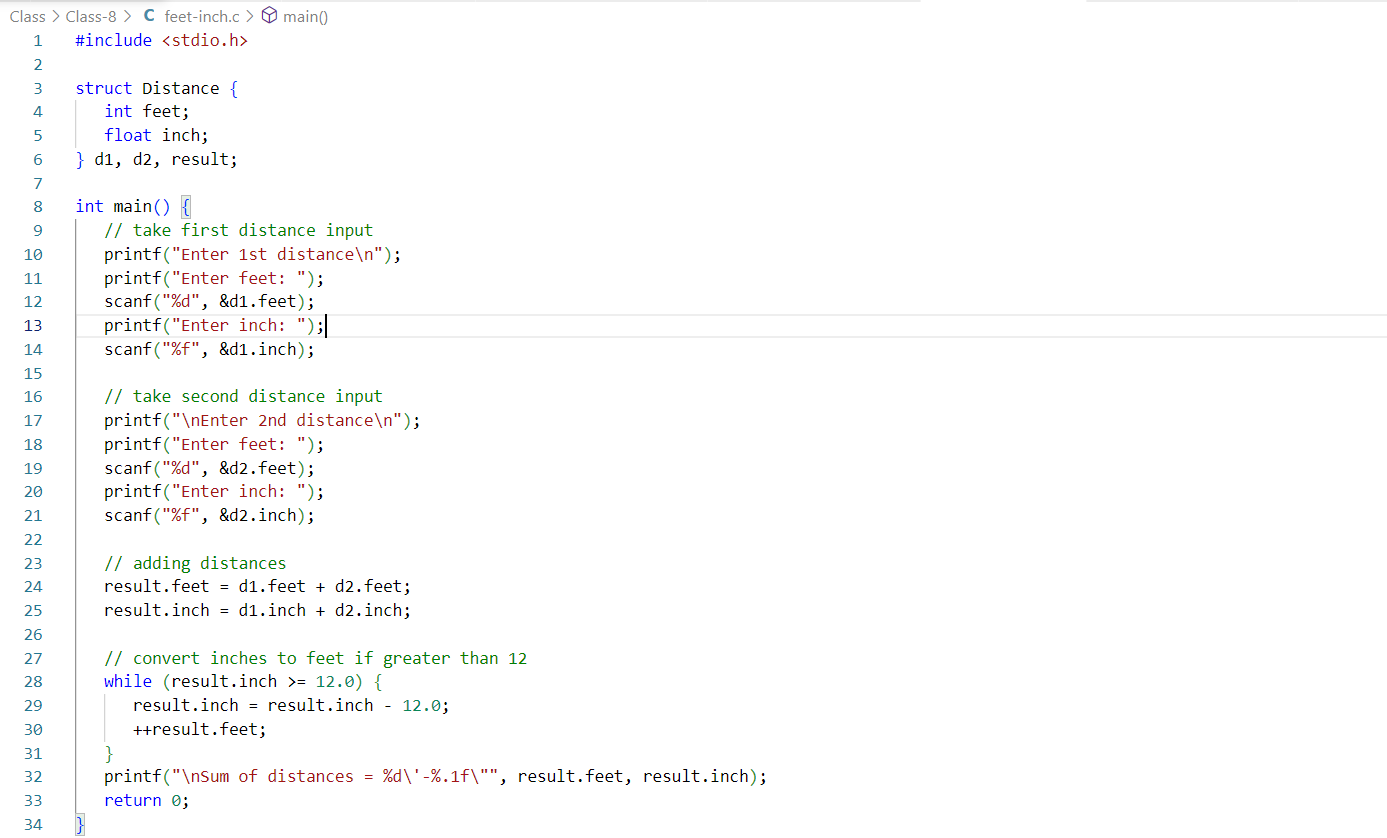 Class > Class-8 > C feet-inch.c > main()
1 #include <stdio.h>
2
3 struct Distance {
4    int feet;
5    float inch;
6 } d1, d2, result;
7
8 int main() {
9    // take first distance input
10    printf("Enter 1st distance\n");
11    printf("Enter feet: ");
12    scanf("%d", &d1.feet);
13    printf("Enter inch: ");
14    scanf("%f", &d1.inch);
15
16    // take second distance input
17    printf("\nEnter 2nd distance\n");
18    printf("Enter feet: ");
19    scanf("%d", &d2.feet);
20    printf("Enter inch: ");
21    scanf("%f", &d2.inch);
22
23    // adding distances
24    result.feet = d1.feet + d2.feet;
25    result.inch = d1.inch + d2.inch;
26
27    // convert inches to feet if greater than 12
28    while (result.inch >= 12.0) {
29       result.inch = result.inch - 12.0;
30       ++result.feet;
31    }
32    printf("\nSum of distances = %d\'-%.1f\"", result.feet, result.inch);
33    return 0;
34 }